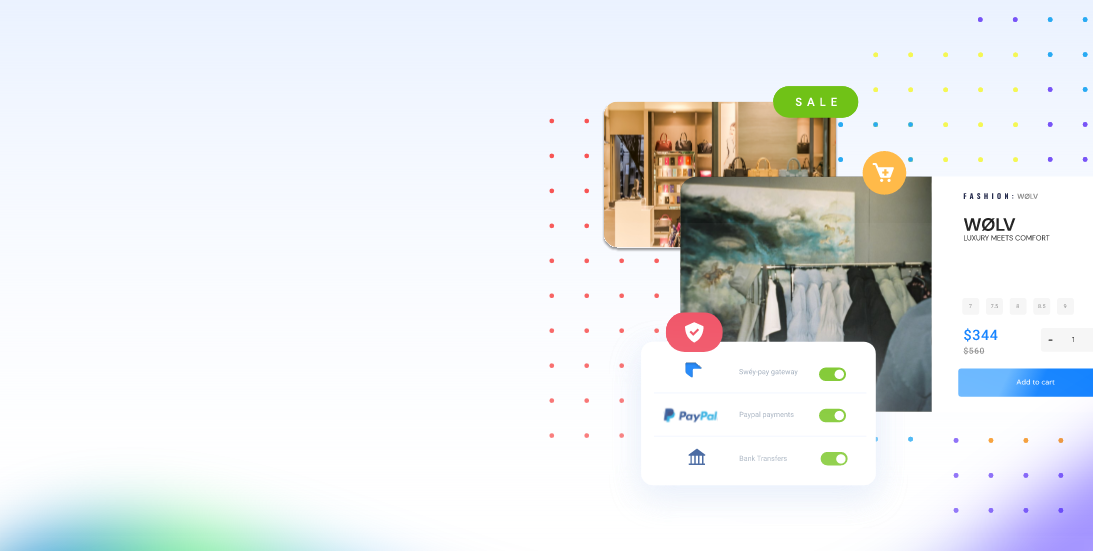 SALE
FASHION: WØLV
WØLV
LUXURY MEETS COMFORT
7 7.5 8 8.5 9
$344
$560
- 1
Add to cart
Swéy-pay gateway
PayPal Paypal payments
Bank Transfers